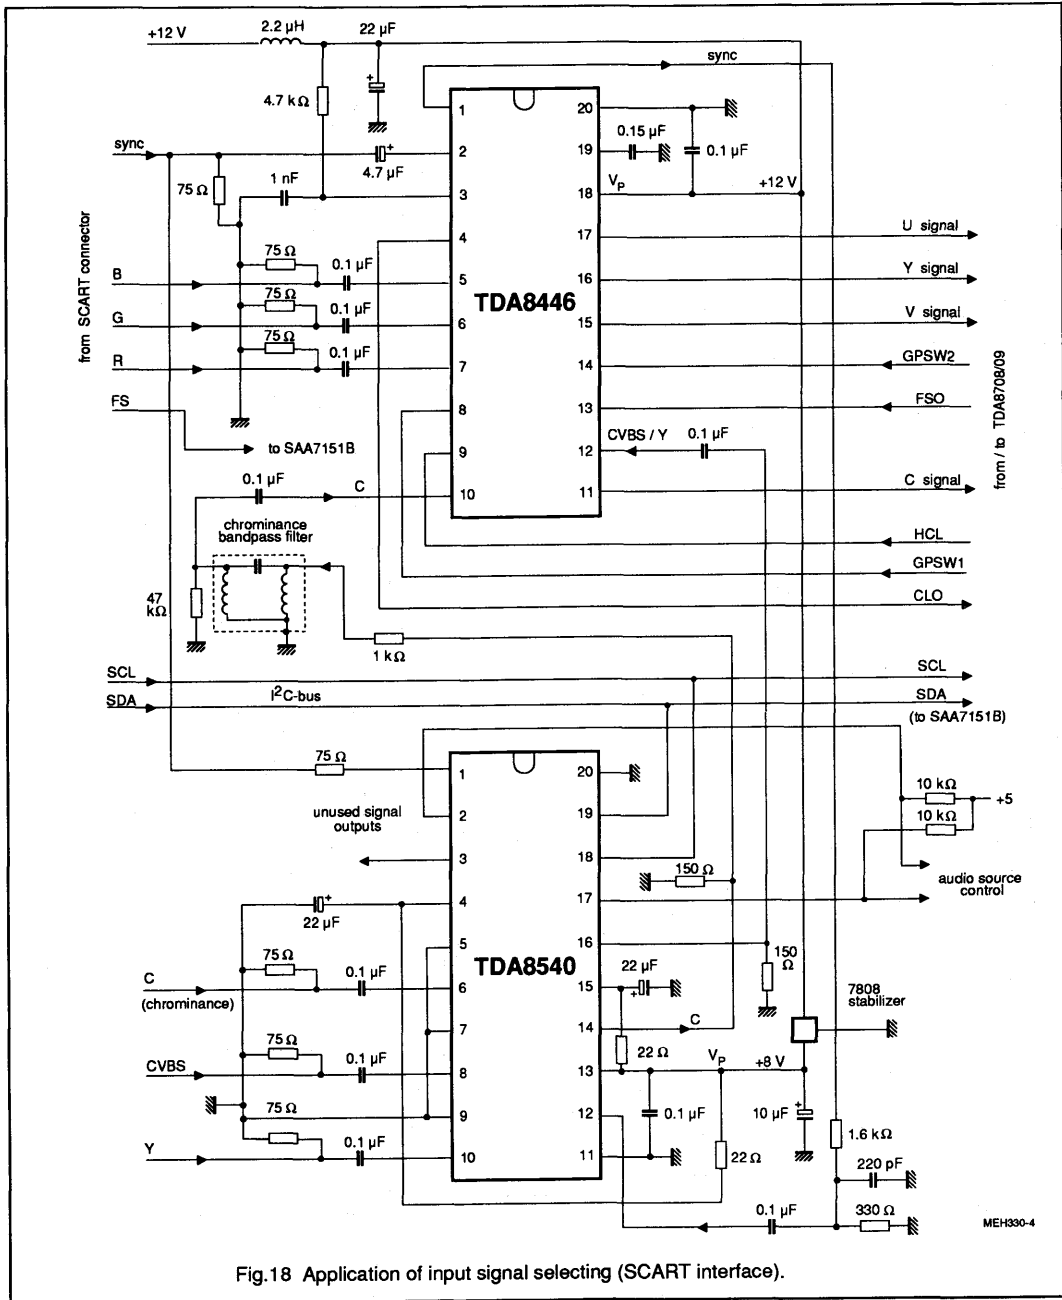 +12 V
2.2 µH
22 µF
+
4.7 kΩ
sync
sync
75 Ω
4.7 µF
+
1 nF
from SCART connector
B
75 Ω
0.1 µF
G
75 Ω
0.1 µF
R
75 Ω
0.1 µF
FS
to SAA7151B
0.1 µF
C
chrominance
bandpass filter
47
kΩ
1 kΩ
TDA8446
1
2
3
4
5
6
7
8
9
10
20
19
18
17
16
15
14
13
12
11
0.15 µF
0.1 µF
VP
+12 V
U signal
Y signal
V signal
GPSW2
FSO
CVBS / Y
0.1 µF
C signal
from / to TDA8708/09
HCL
GPSW1
CLO
SCL
SCL
SDA
I²C-bus
SDA
(to SAA7151B)
75 Ω
unused signal
outputs
22 µF
+
75 Ω
0.1 µF
C
(chrominance)
75 Ω
0.1 µF
CVBS
75 Ω
0.1 µF
Y
TDA8540
1
2
3
4
5
6
7
8
9
10
20
19
18
17
16
15
14
13
12
11
10 kΩ
10 kΩ
+5
audio source
control
150 Ω
150
Ω
22 µF
+
C
7808
stabilizer
22 Ω
VP
+8 V
0.1 µF
22 Ω
10 µF
+
1.6 kΩ
220 pF
0.1 µF
330 Ω
MEH330-4
Fig.18 Application of input signal selecting (SCART interface).